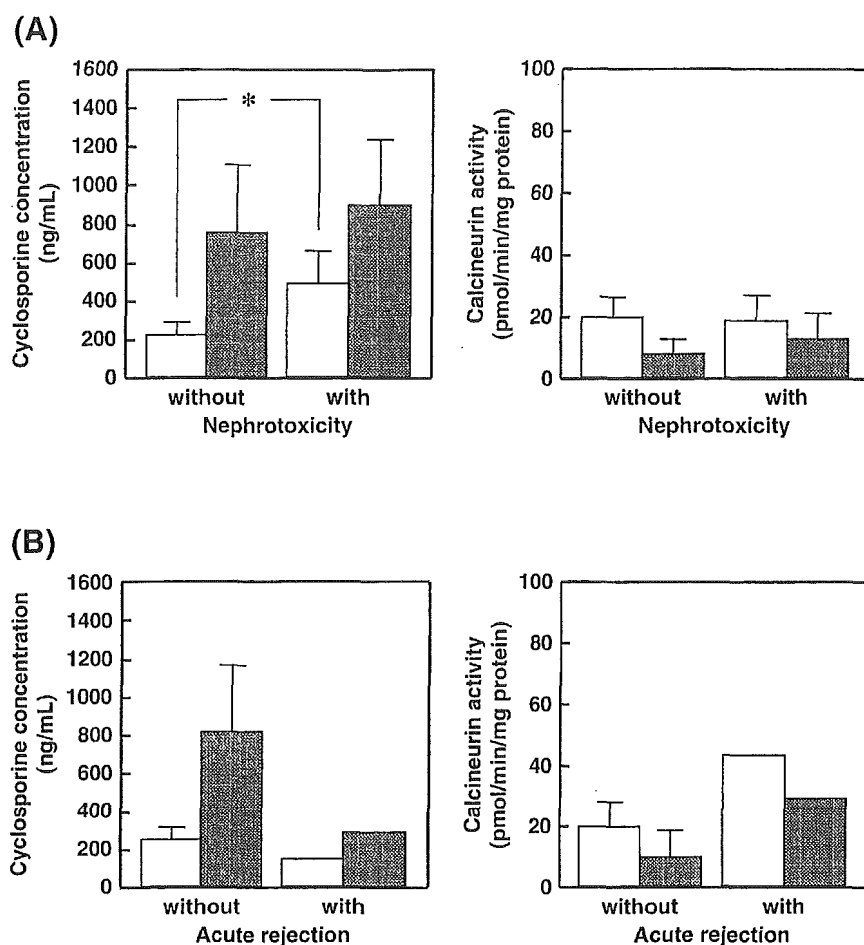 (A)
Cyclosporine concentration
(ng/mL)
1600
1400
1200
1000
800
600
400
200
0
*
without with
Nephrotoxicity
Calcineurin activity
(pmol/min/mg protein)
100
80
60
40
20
0
without with
Nephrotoxicity
(B)
Cyclosporine concentration
(ng/mL)
1600
1400
1200
1000
800
600
400
200
0
without with
Acute rejection
Calcineurin activity
(pmol/min/mg protein)
100
80
60
40
20
0
without with
Acute rejection